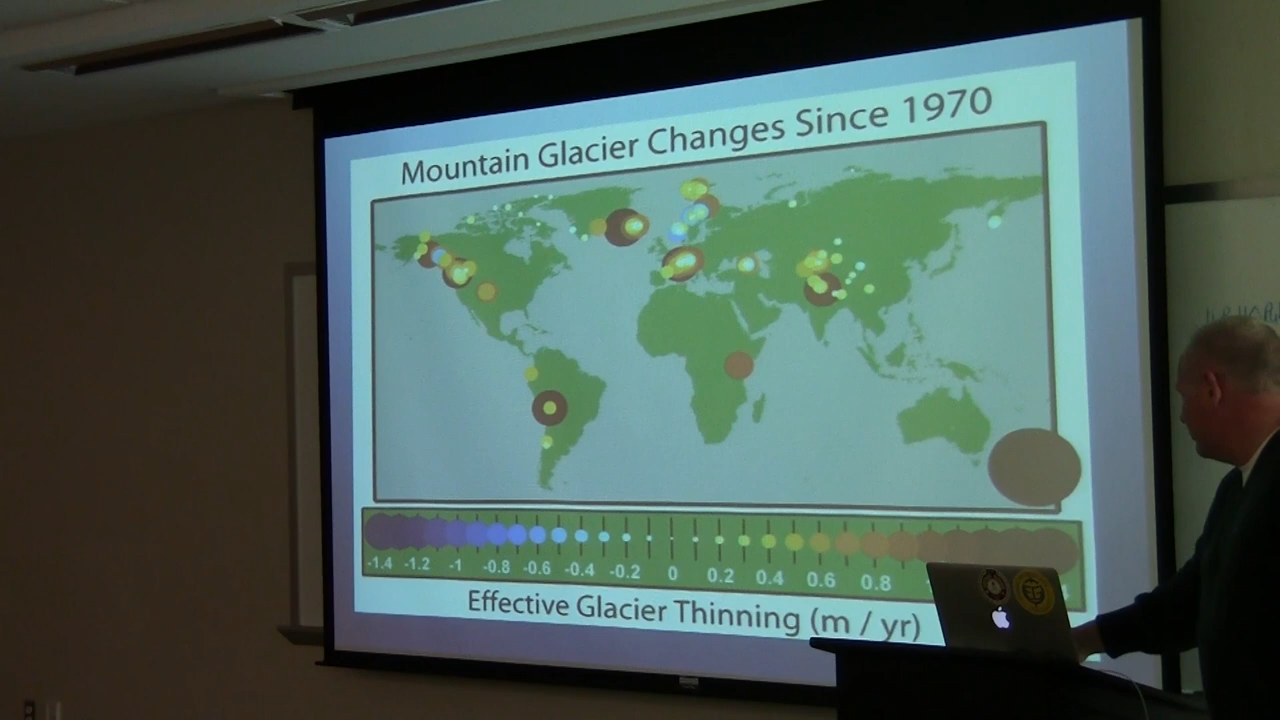 Mountain Glacier Changes Since 1970
-1.4 -1.2 -1 -0.8 -0.6 -0.4 -0.2 0 0.2 0.4 0.6 0.8
Effective Glacier Thinning (m / yr)